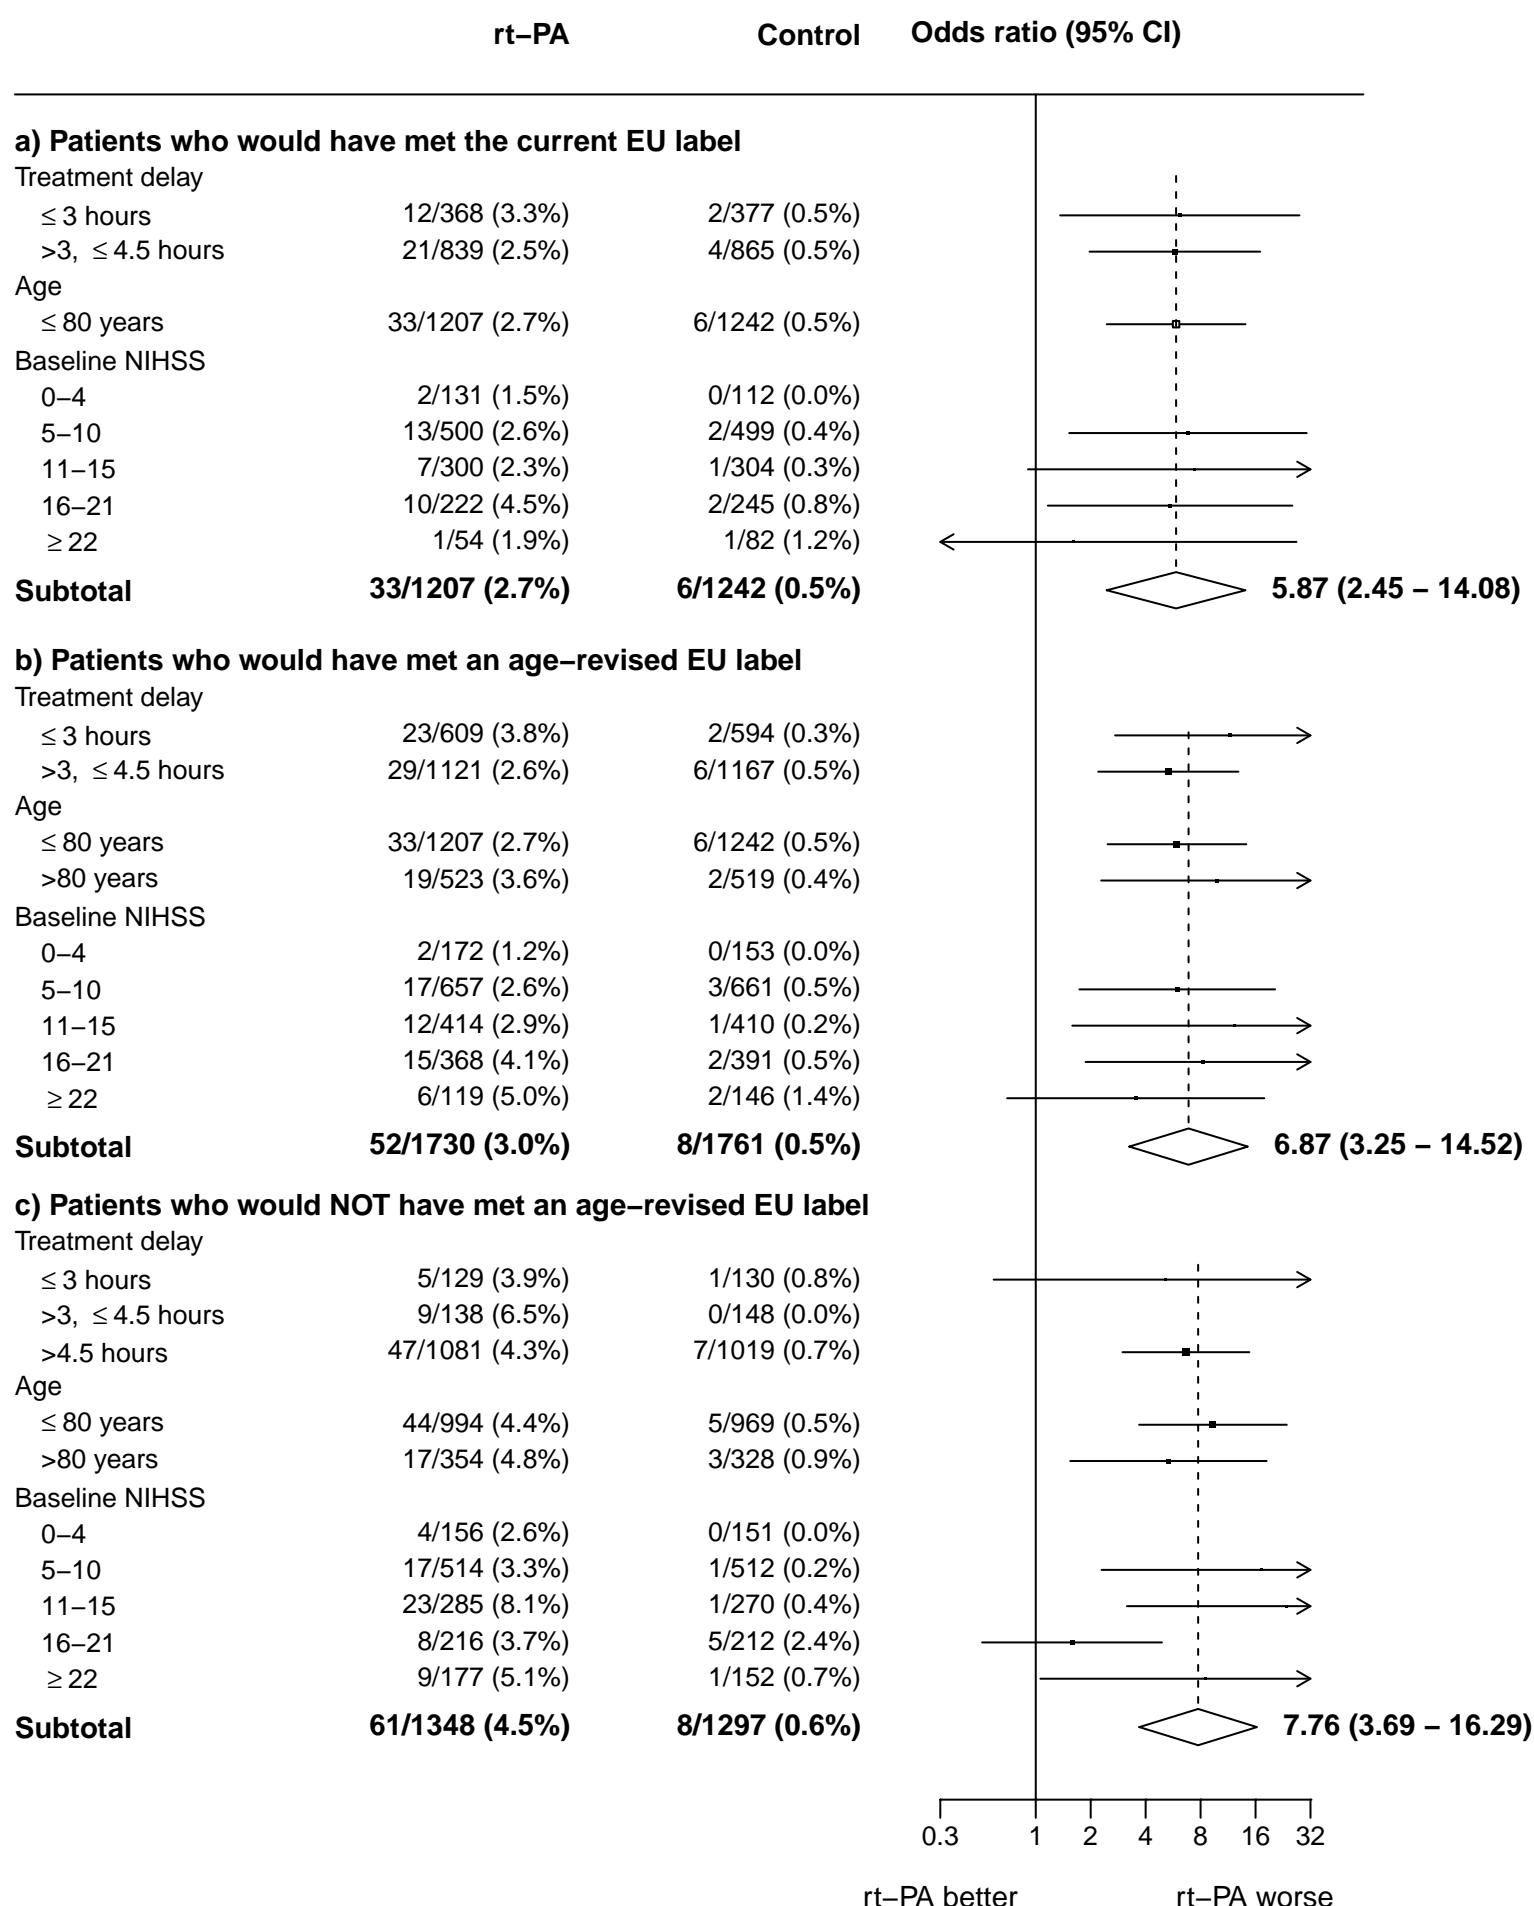 rt−PA Control Odds ratio (95% CI)
a) Patients who would have met the current EU label
Treatment delay
≤ 3 hours 12/368 (3.3%) 2/377 (0.5%)
>3, ≤ 4.5 hours 21/839 (2.5%) 4/865 (0.5%)
Age
≤ 80 years 33/1207 (2.7%) 6/1242 (0.5%)
Baseline NIHSS
0−4 2/131 (1.5%) 0/112 (0.0%)
5−10 13/500 (2.6%) 2/499 (0.4%)
11−15 7/300 (2.3%) 1/304 (0.3%)
16−21 10/222 (4.5%) 2/245 (0.8%)
≥ 22 1/54 (1.9%) 1/82 (1.2%)
Subtotal 33/1207 (2.7%) 6/1242 (0.5%) 5.87 (2.45 − 14.08)
b) Patients who would have met an age−revised EU label
Treatment delay
≤ 3 hours 23/609 (3.8%) 2/594 (0.3%)
>3, ≤ 4.5 hours 29/1121 (2.6%) 6/1167 (0.5%)
Age
≤ 80 years 33/1207 (2.7%) 6/1242 (0.5%)
>80 years 19/523 (3.6%) 2/519 (0.4%)
Baseline NIHSS
0−4 2/172 (1.2%) 0/153 (0.0%)
5−10 17/657 (2.6%) 3/661 (0.5%)
11−15 12/414 (2.9%) 1/410 (0.2%)
16−21 15/368 (4.1%) 2/391 (0.5%)
≥ 22 6/119 (5.0%) 2/146 (1.4%)
Subtotal 52/1730 (3.0%) 8/1761 (0.5%) 6.87 (3.25 − 14.52)
c) Patients who would NOT have met an age−revised EU label
Treatment delay
≤ 3 hours 5/129 (3.9%) 1/130 (0.8%)
>3, ≤ 4.5 hours 9/138 (6.5%) 0/148 (0.0%)
>4.5 hours 47/1081 (4.3%) 7/1019 (0.7%)
Age
≤ 80 years 44/994 (4.4%) 5/969 (0.5%)
>80 years 17/354 (4.8%) 3/328 (0.9%)
Baseline NIHSS
0−4 4/156 (2.6%) 0/151 (0.0%)
5−10 17/514 (3.3%) 1/512 (0.2%)
11−15 23/285 (8.1%) 1/270 (0.4%)
16−21 8/216 (3.7%) 5/212 (2.4%)
≥ 22 9/177 (5.1%) 1/152 (0.7%)
Subtotal 61/1348 (4.5%) 8/1297 (0.6%) 7.76 (3.69 − 16.29)
0.3 1 2 4 8 16 32
rt−PA better rt−PA worse